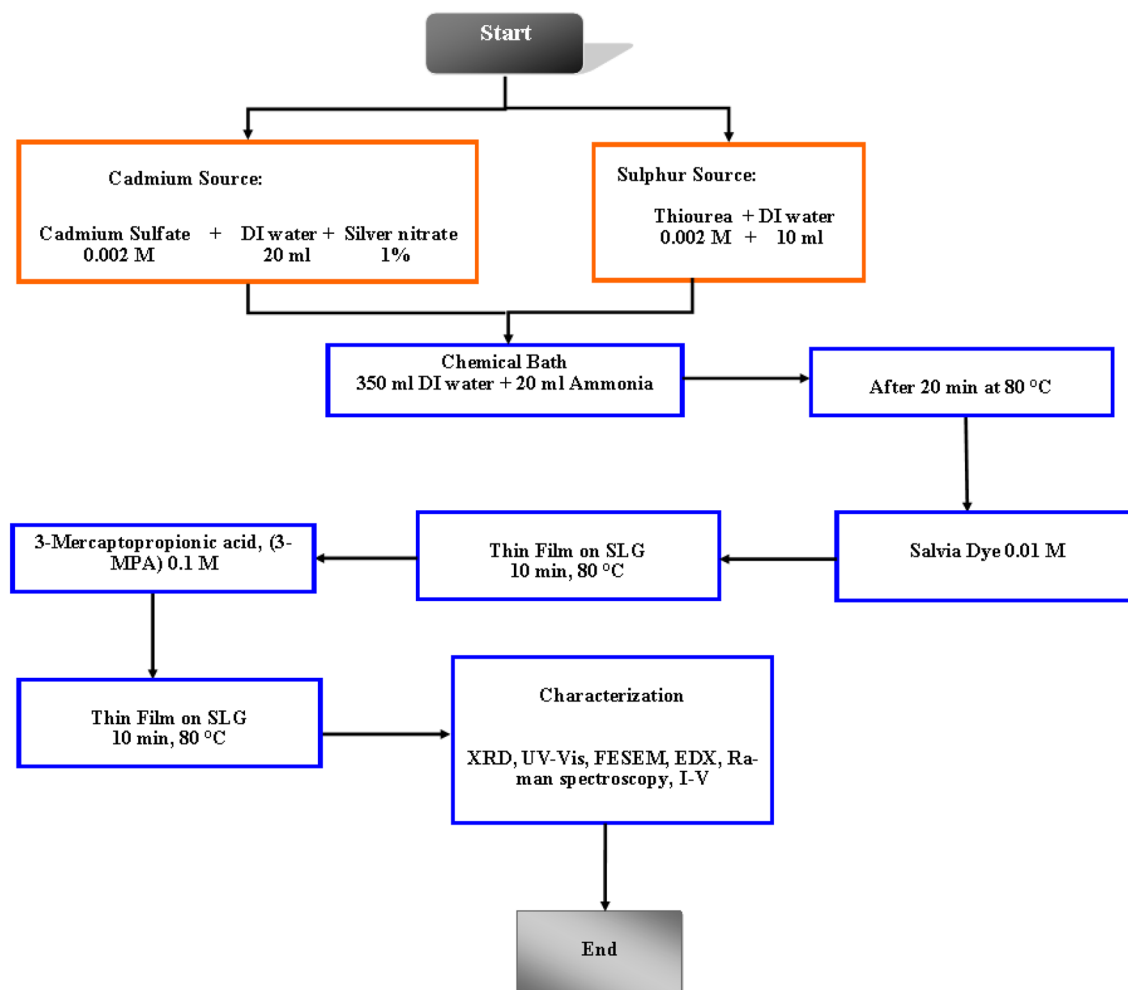 Start
Cadmium Source:
Cadmium Sulfate + DI water + Silver nitrate
0.002 M 20 ml 1%
Sulphur Source:
Thiourea + DI water
0.002 M + 10 ml
Chemical Bath
350 ml DI water + 20 ml Ammonia
After 20 min at 80 °C
Salvia Dye 0.01 M
Thin Film on SLG
10 min, 80 °C
3-Mercaptopropionic acid, (3-
MPA) 0.1 M
Thin Film on SLG
10 min, 80 °C
Characterization
XRD, UV-Vis, FESEM, EDX, Ra-
man spectroscopy, I-V
End